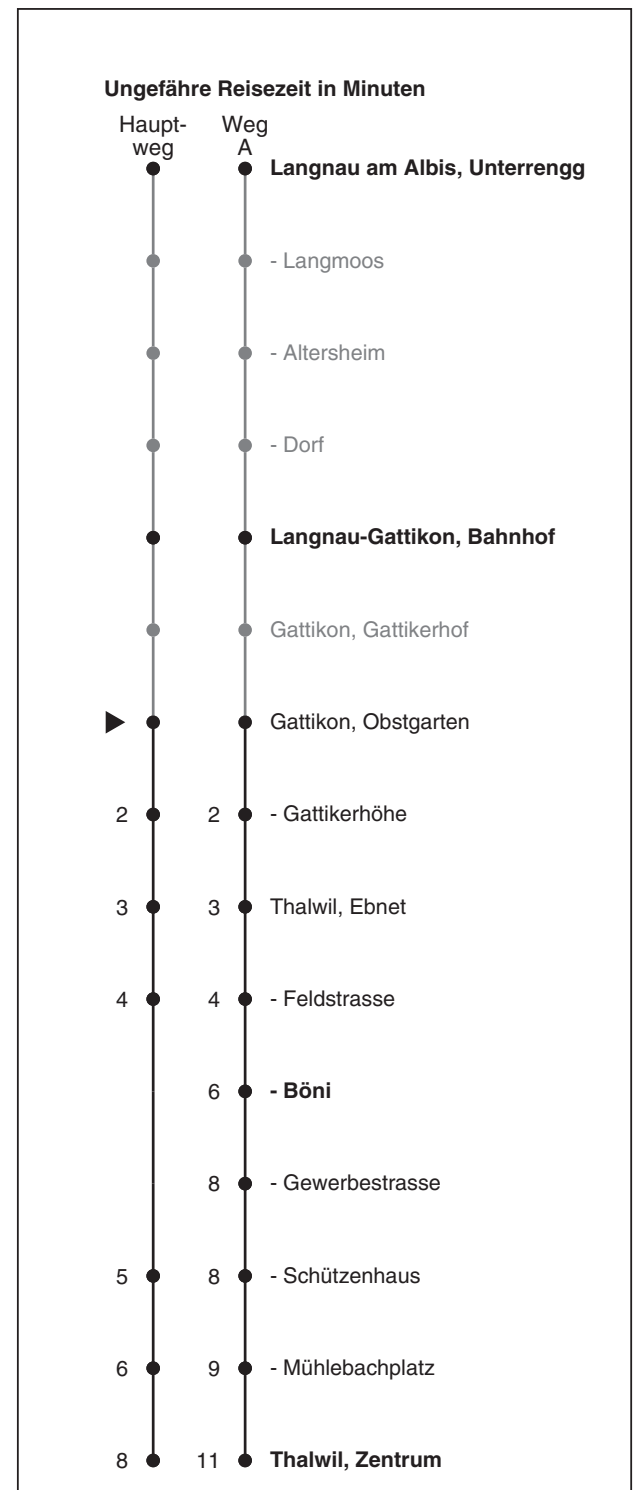 Ungefähre Reisezeit in Minuten
Haupt- Weg
weg A
Langnau am Albis, Unterrengg
- Langmoos
- Altersheim
- Dorf
Langnau-Gattikon, Bahnhof
Gattikon, Gattikerhof
Gattikon, Obstgarten
2 2 - Gattikerhöhe
3 3 Thalwil, Ebnet
4 4 - Feldstrasse
6 - Böni
8 - Gewerbestrasse
5 8 - Schützenhaus
6 9 - Mühlebachplatz
8 11 Thalwil, Zentrum